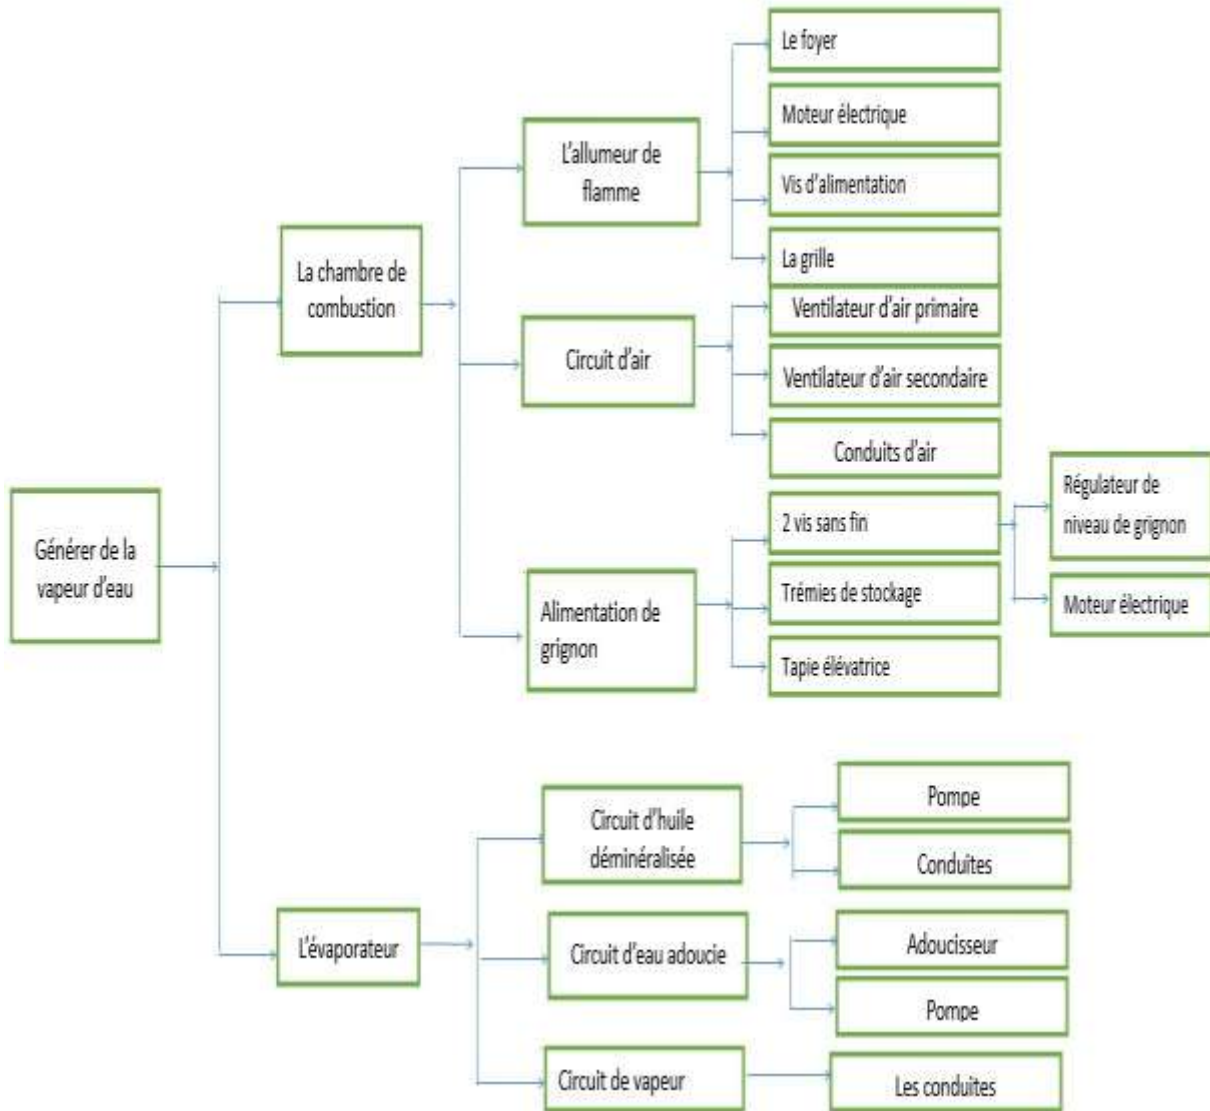 Générer de la
vapeur d'eau
La chambre de
combustion
L'allumeur de
flamme
Le foyer
Moteur électrique
Vis d'alimentation
La grille
Circuit d'air
Ventilateur d'air primaire
Ventilateur d'air secondaire
Conduits d'air
Alimentation de
grignon
2 vis sans fin
Régulateur de
niveau de grignon
Moteur électrique
Trémies de stockage
Tapie élévatrice
L'évaporateur
Circuit d'huile
déminéralisée
Pompe
Conduites
Circuit d'eau adoucie
Adoucisseur
Pompe
Circuit de vapeur
Les conduites